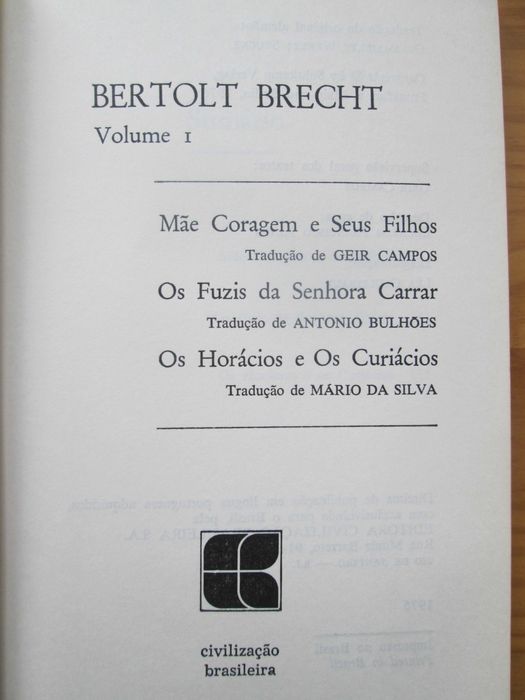 BERTOLT BRECHT
Volume I
Mãe Coragem e Seus Filhos
Tradução de GEIR CAMPOS
Os Fuzis da Senhora Carrar
Tradução de ANTONIO BULHÕES
Os Horácios e Os Curiácios
Tradução de MÁRIO DA SILVA
civilização
brasileira